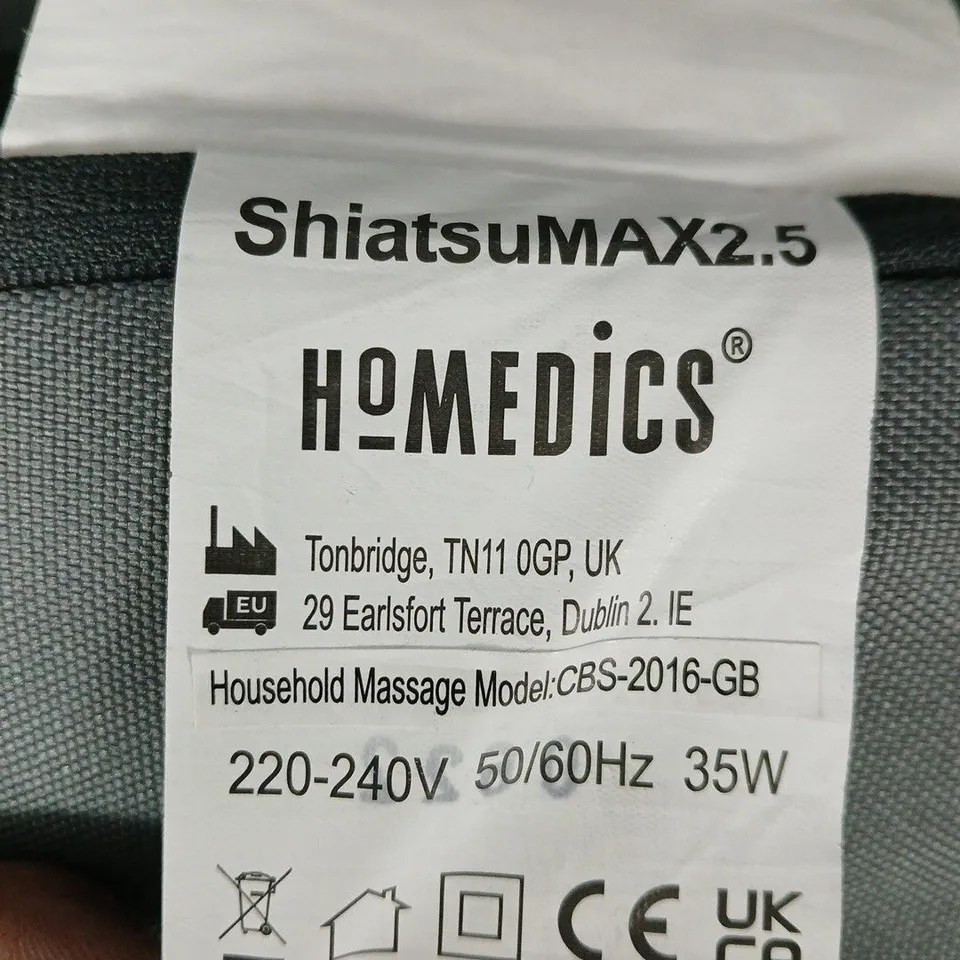 ShiatsuMAX2.5
HoMEDiCS®
Tonbridge, TN11 0GP, UK
EU
29 Earlsfort Terrace, Dublin 2. IE
Household Massage Model:CBS-2016-GB
220-240V 50/60Hz 35W
CE
UK
CA